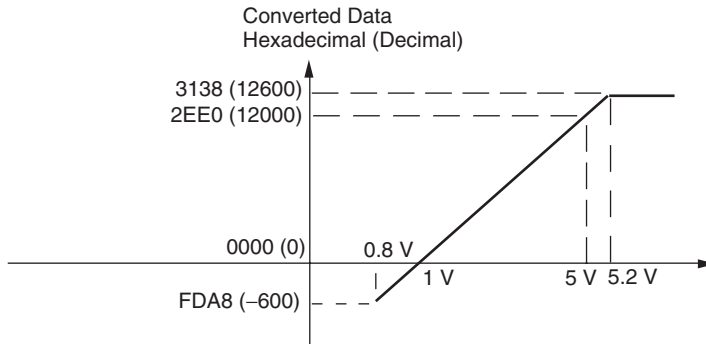 Converted Data
Hexadecimal (Decimal)
3138 (12600)
2EE0 (12000)
0000 (0)
0.8 V
1 V
5 V
5.2 V
FDA8 (−600)